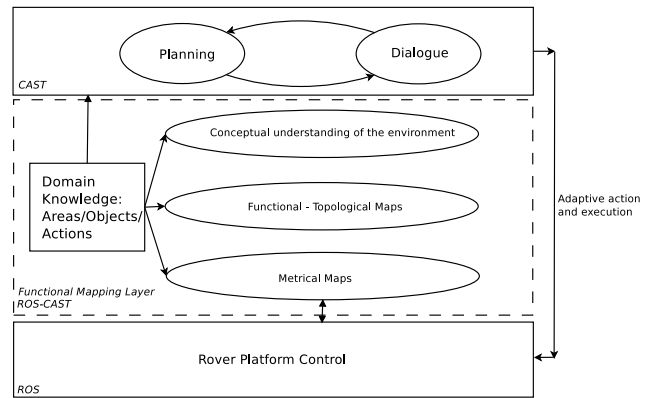 Planning
Dialogue
CAST
Conceptual understanding of the environment
Domain
Knowledge:
Areas/Objects/
Actions
Functional - Topological Maps
Adaptive action
and execution
Metrical Maps
Functional Mapping Layer
ROS-CAST
Rover Platform Control
ROS